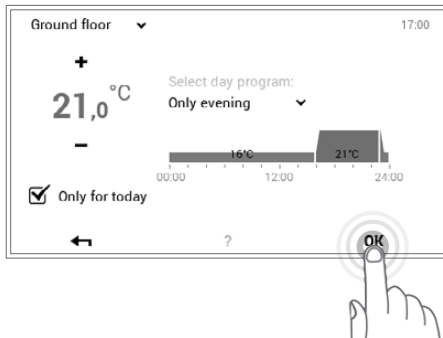 Ground floor
17:00
+
21,0 °C
−
Select day program:
Only evening
16°C
21°C
00:00
12:00
24:00
Only for today
?
OK